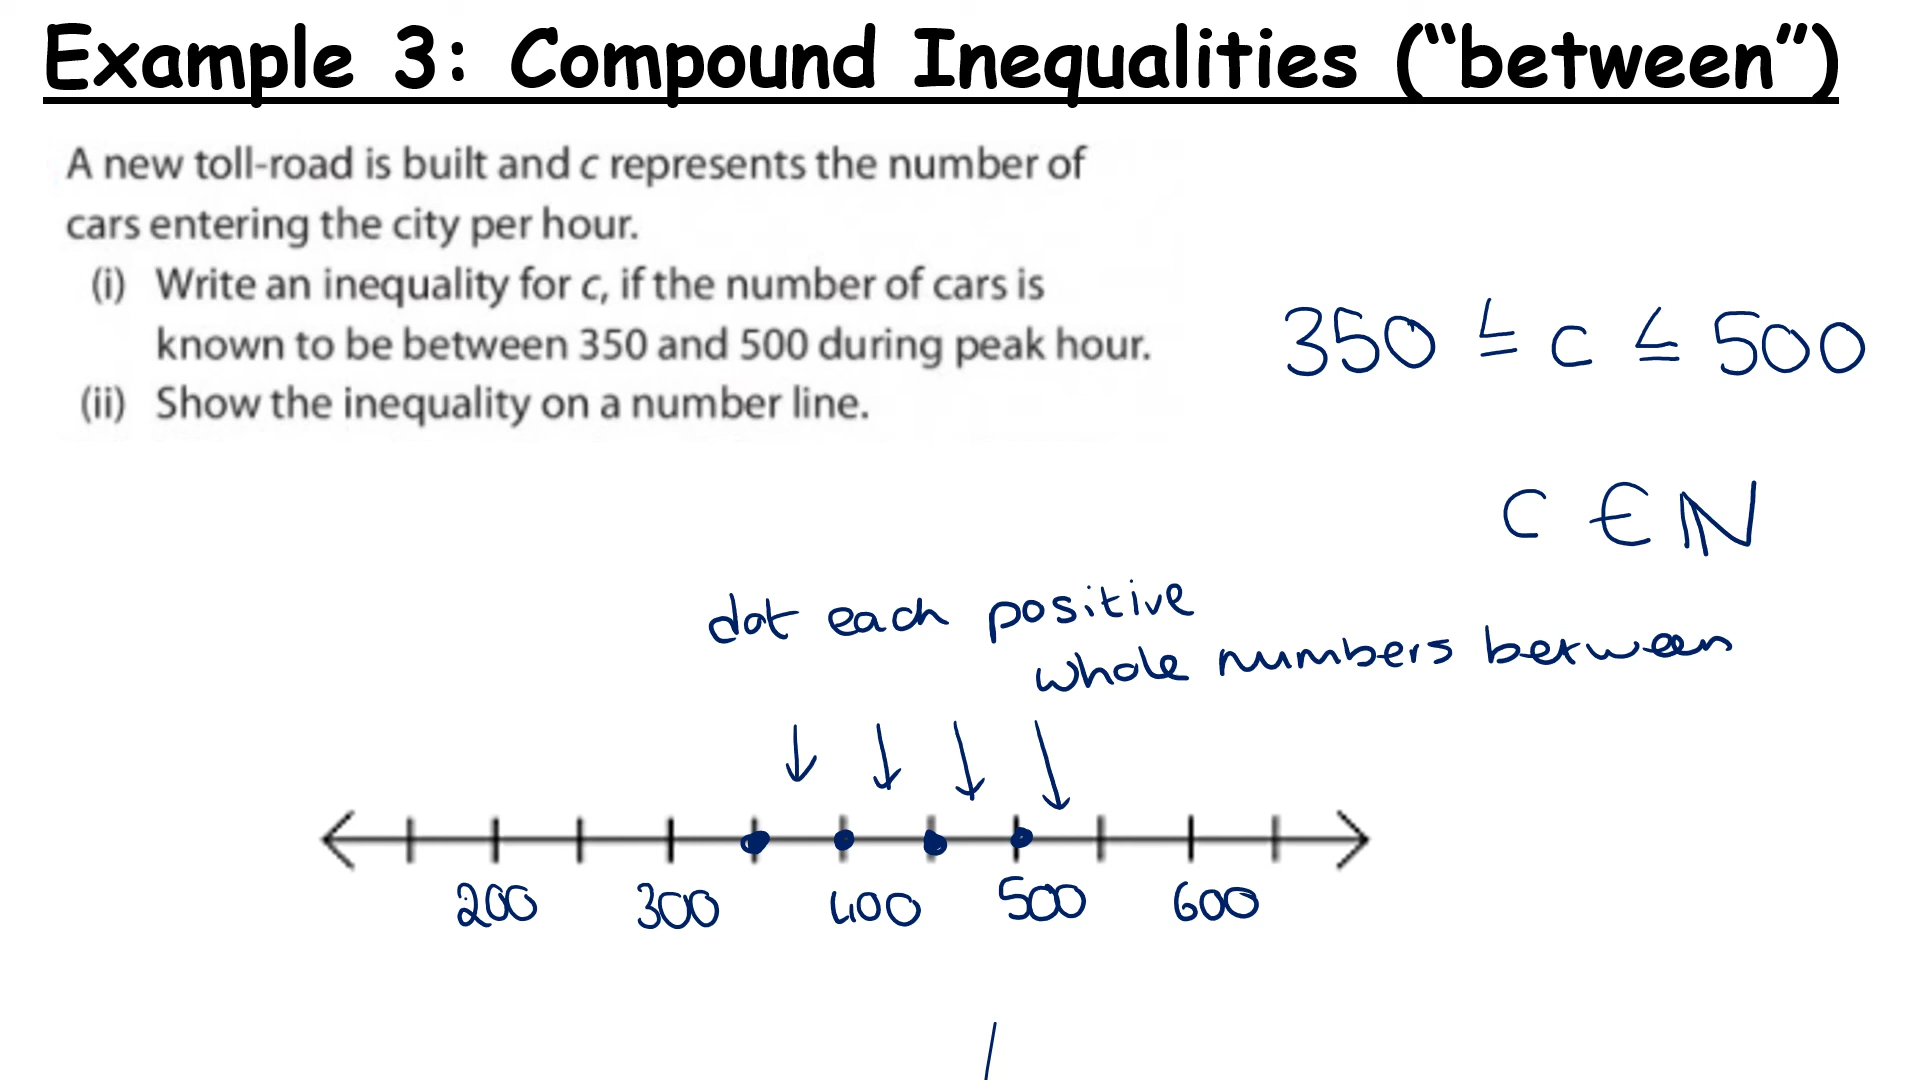 Example 3: Compound Inequalities (“between”)
A new toll-road is built and c represents the number of
cars entering the city per hour.
(i) Write an inequality for c, if the number of cars is
known to be between 350 and 500 during peak hour.
(ii) Show the inequality on a number line.
350 ≤ c ≤ 500
c ∈ ℕ
dot each positive
whole numbers between
200 300 400 500 600